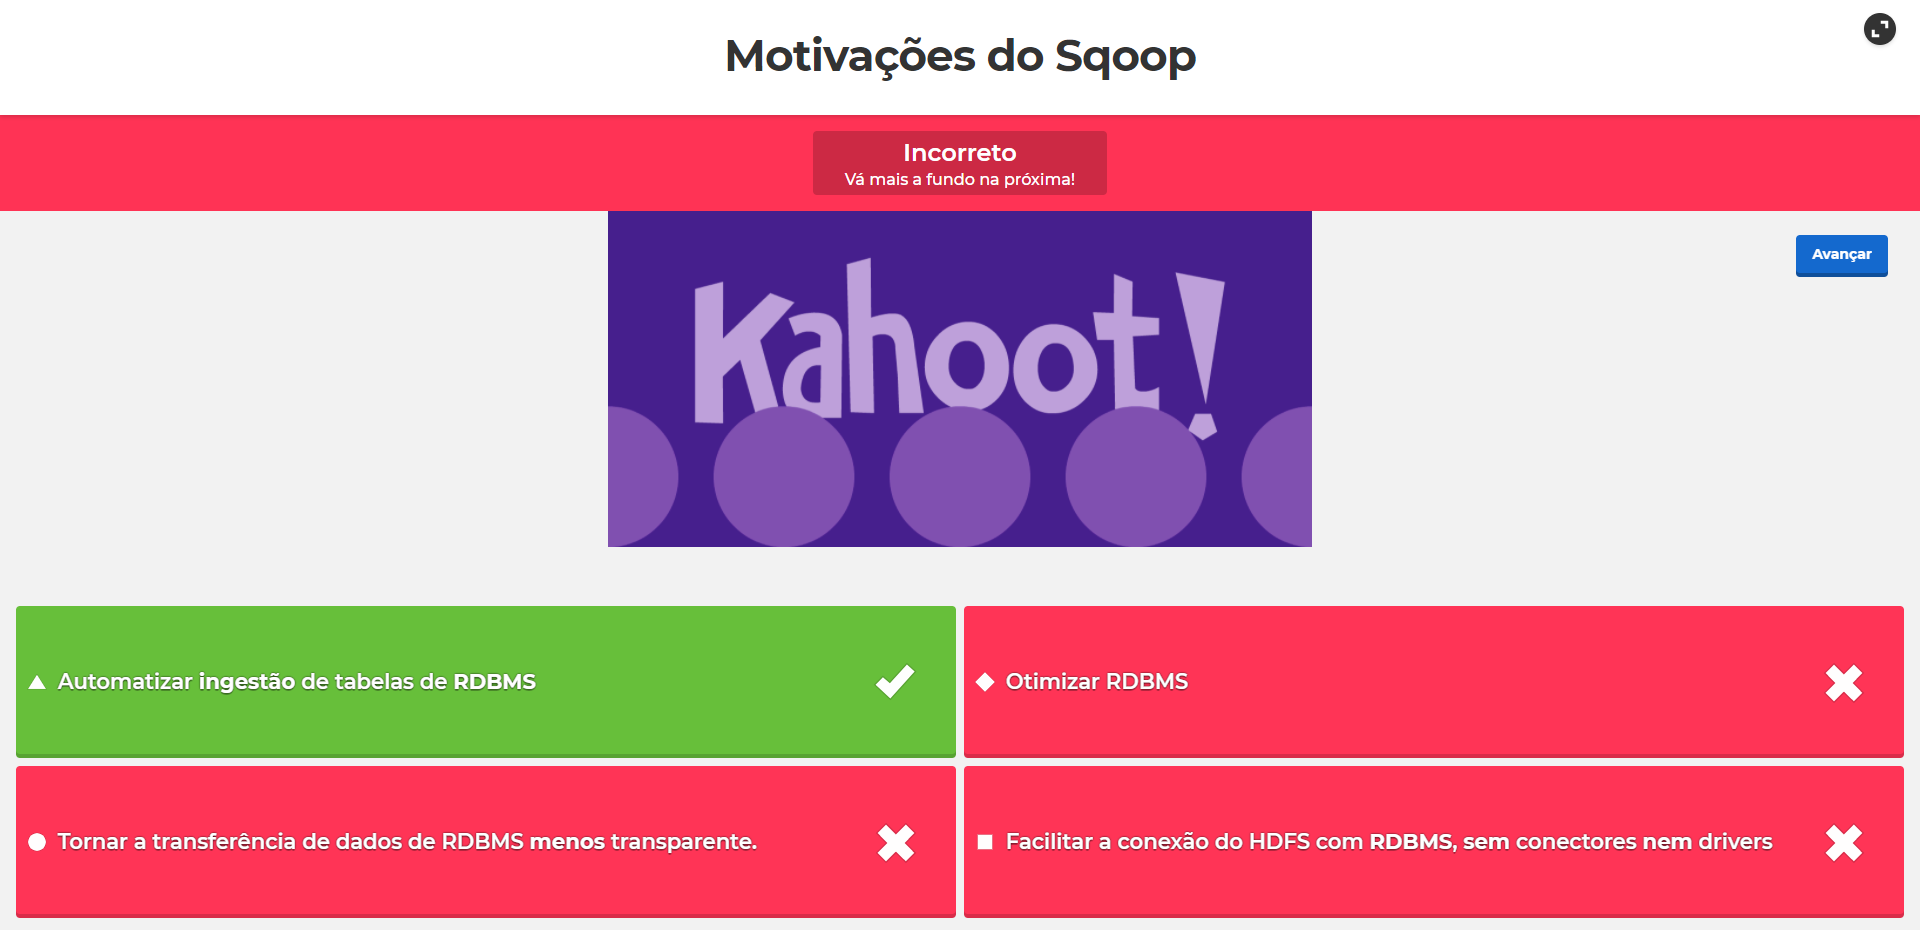 Motivações do Sqoop
Incorreto
Vá mais a fundo na próxima!
Kahoot!
Avançar
Automatizar ingestão de tabelas de RDBMS
Otimizar RDBMS
Tornar a transferência de dados de RDBMS menos transparente.
Facilitar a conexão do HDFS com RDBMS, sem conectores nem drivers